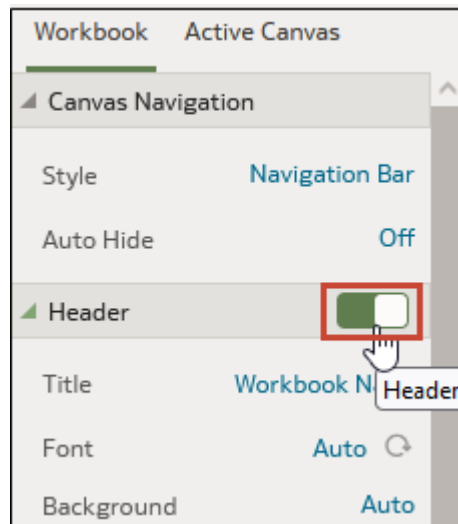 Workbook Active Canvas
Canvas Navigation
Style Navigation Bar
Auto Hide Off
Header
Title Workbook N
Header
Font Auto
Background Auto